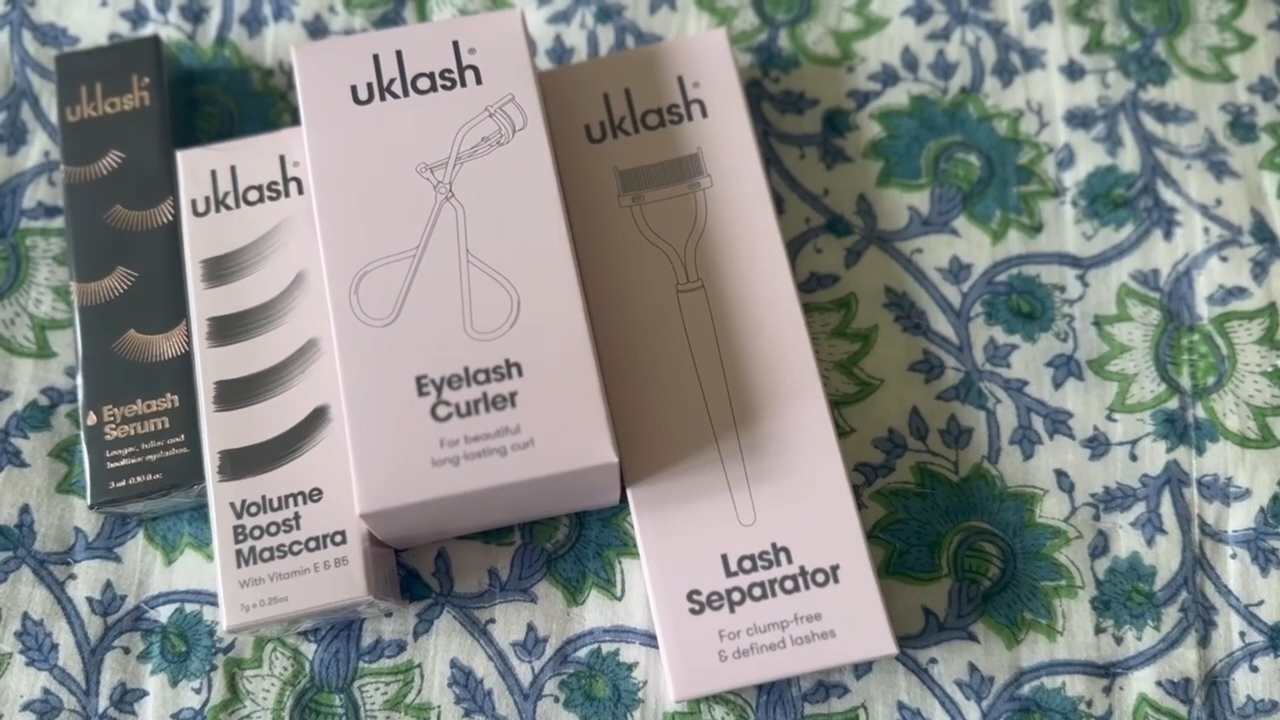 uklash®
Eyelash
Serum
Longer, fuller and
healthier eyelashes.
3 ml ·0.10 fl oz.
uklash®
Volume
Boost
Mascara
With Vitamin E & B5
7g e 0.25oz
uklash®
Eyelash
Curler
For beautiful
long-lasting curl
uklash®
Lash
Separator
For clump-free
& defined lashes